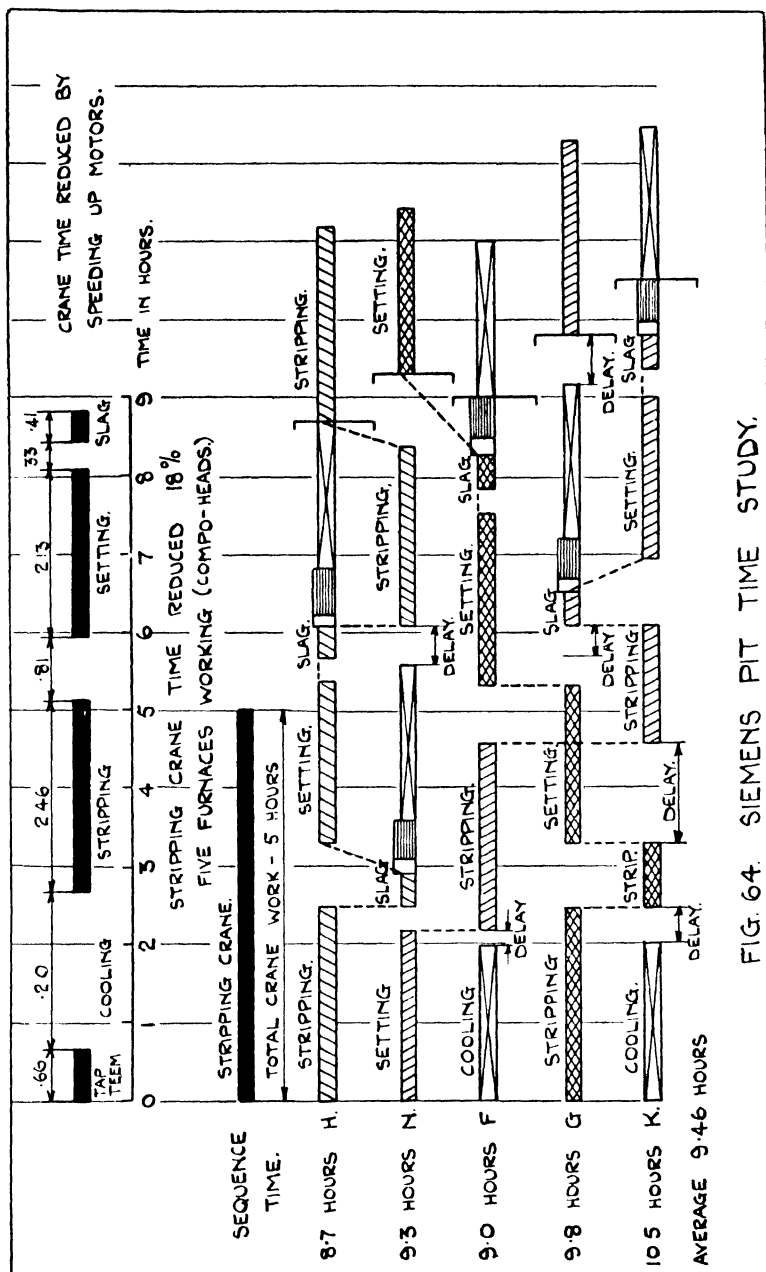 CRANE TIME REDUCED BY
SPEEDING UP MOTORS.
.66
.20
2.46
.81
2.13
.33
.41
TAP
TEEM
COOLING
STRIPPING
SETTING.
SLAG
0 1 2 3 4 5 6 7 8 9 TIME IN HOURS.
STRIPPING CRANE TIME REDUCED 18%
FIVE FURNACES WORKING (COMPO-HEADS.)
SEQUENCE
TIME.
STRIPPING CRANE.
TOTAL CRANE WORK - 5 HOURS
8.7 HOURS H.
STRIPPING.
SETTING.
SLAG.
STRIPPING.
9.3 HOURS N.
SETTING
SLAG
DELAY.
STRIPPING,
SETTING.
9.0 HOURS F
COOLING.
DELAY
STRIPPING.
SETTING.
SLAG
9.8 HOURS G
STRIPPING
SETTING
DELAY
SLAG
DELAY.
10.5 HOURS K.
COOLING.
DELAY.
STRIP.
DELAY.
STRIPPING
SETTING.
SLAG
AVERAGE 9.46 HOURS
FIG. 64. SIEMENS PIT TIME STUDY.